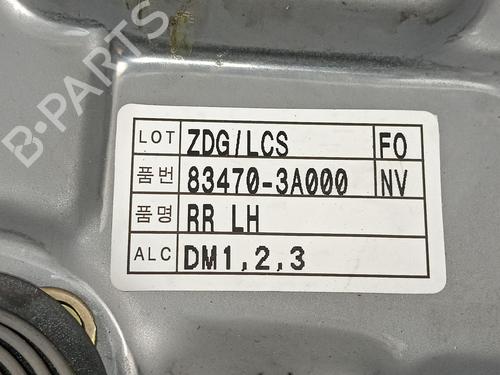 B-PARTS
LOT ZDG/LCS FO
품번 83470-3A000 NV
품명 RR LH
ALC DM1,2,3